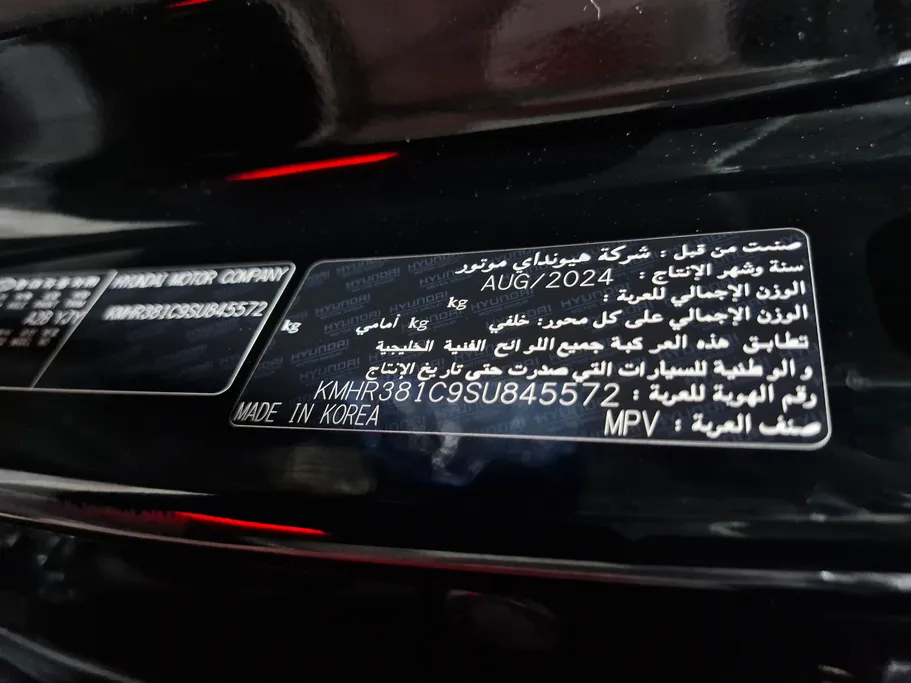 HYUNDAI MOTOR COMPANY
KMHR381C9SU845572
صنعت من قبل : شركة هيونداي موتور
سنة وشهر الإنتاج : AUG/2024
الوزن الإجمالي للعربة : kg
الوزن الإجمالي على كل محور: خلفي kg أمامي kg
تطابق هذه المركبة جميع اللوائح الفنية الخليجية
والوطنية للسيارات التي صدرت حتى تاريخ الإنتاج
رقم الهوية للعربة : KMHR381C9SU845572
صنف العربة : MPV
MADE IN KOREA